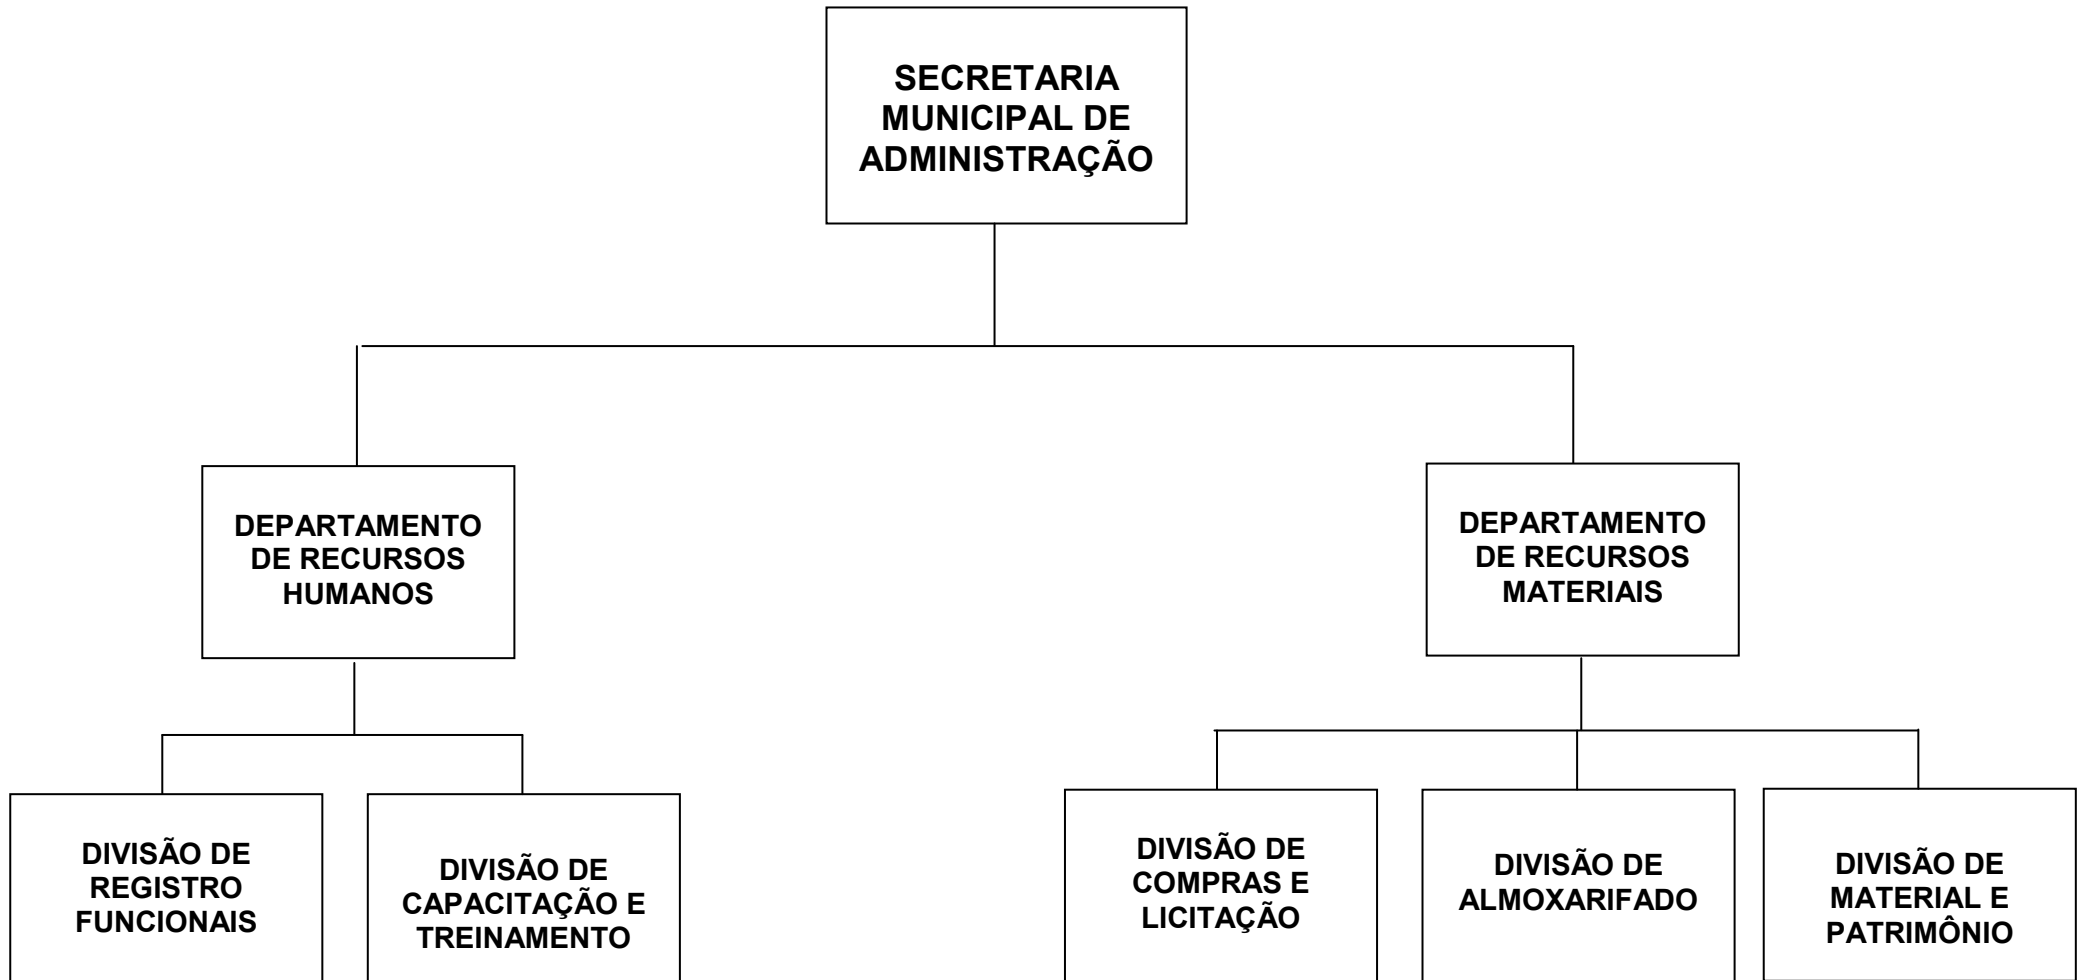 SECRETARIA
MUNICIPAL DE
ADMINISTRAÇÃO
DEPARTAMENTO
DE RECURSOS
HUMANOS
DEPARTAMENTO
DE RECURSOS
MATERIAIS
DIVISÃO DE
REGISTRO
FUNCIONAIS
DIVISÃO DE
CAPACITAÇÃO E
TREINAMENTO
DIVISÃO DE
COMPRAS E
LICITAÇÃO
DIVISÃO DE
ALMOXARIFADO
DIVISÃO DE
MATERIAL E
PATRIMÔNIO